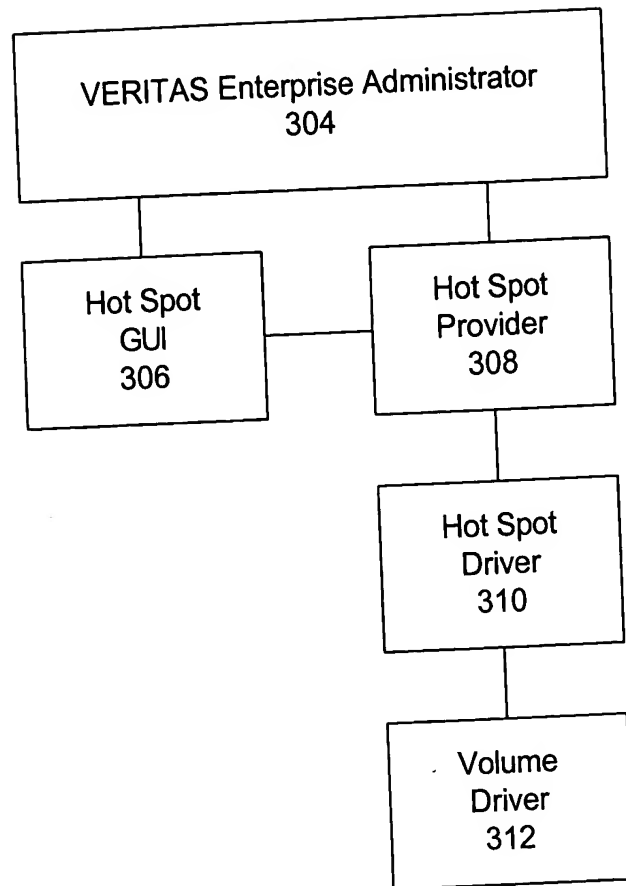 VERITAS Enterprise Administrator
304
Hot Spot
GUI
306
Hot Spot
Provider
308
Hot Spot
Driver
310
Volume
Driver
312